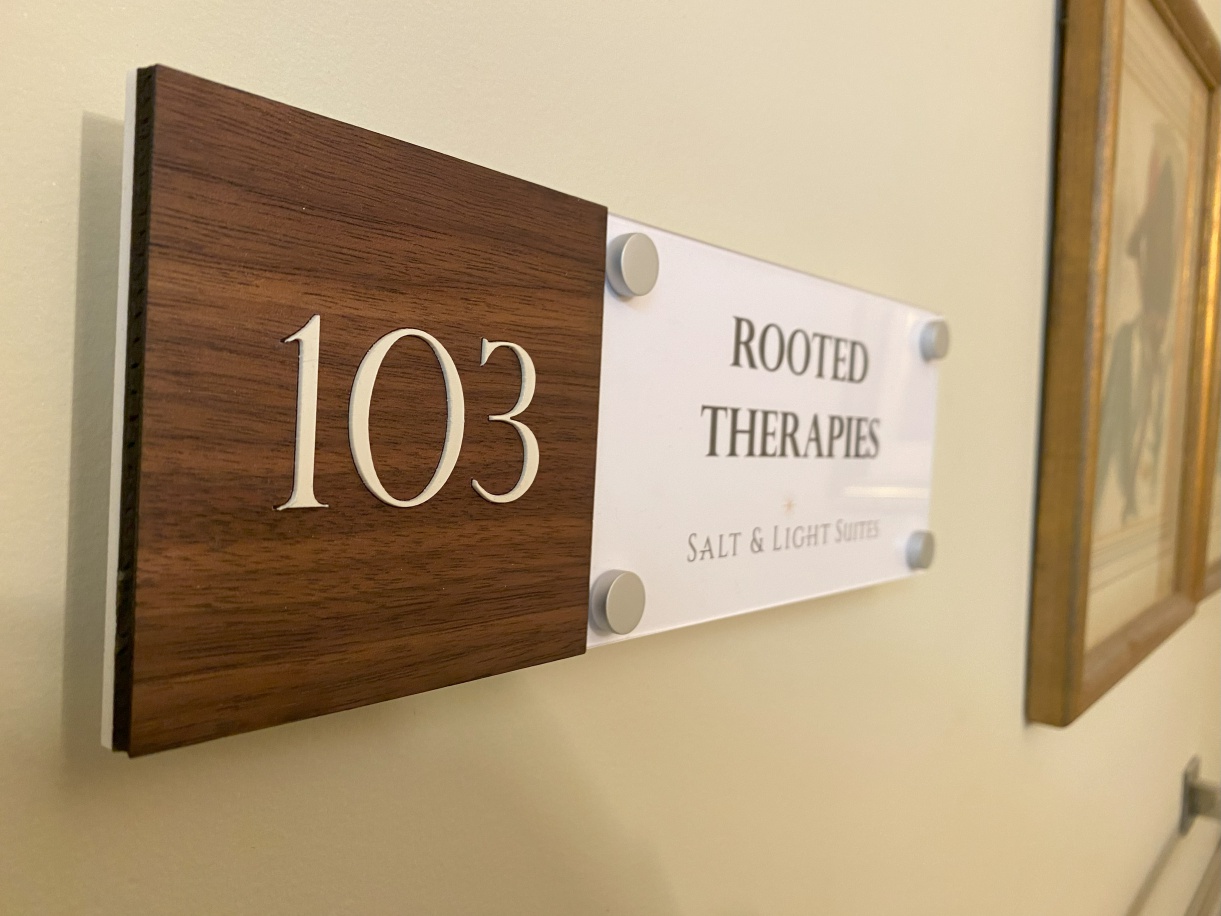 103
ROOTED
THERAPIES
SALT & LIGHT SUITES